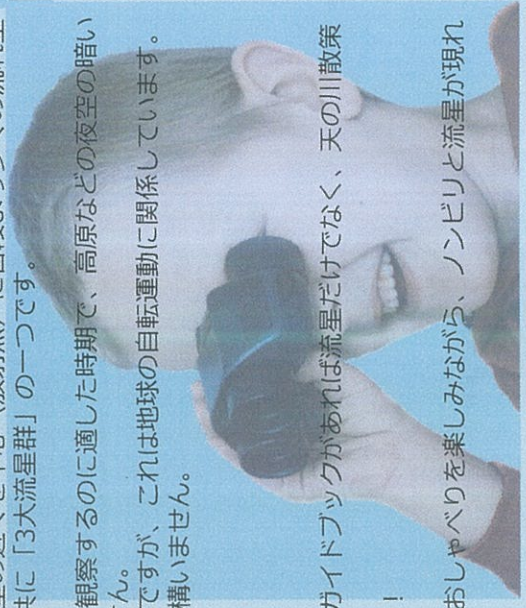 共に「3大流星群」の一つです。
観察するのに適した時期で、高原などの夜空の暗い
ん。
ですが、これは地球の自転運動に関係しています。
構いません。
ガイドブックがあれば流星だけでなく、天の川散策
!
おしゃべりを楽しみながら、ノンビリと流星が現れ